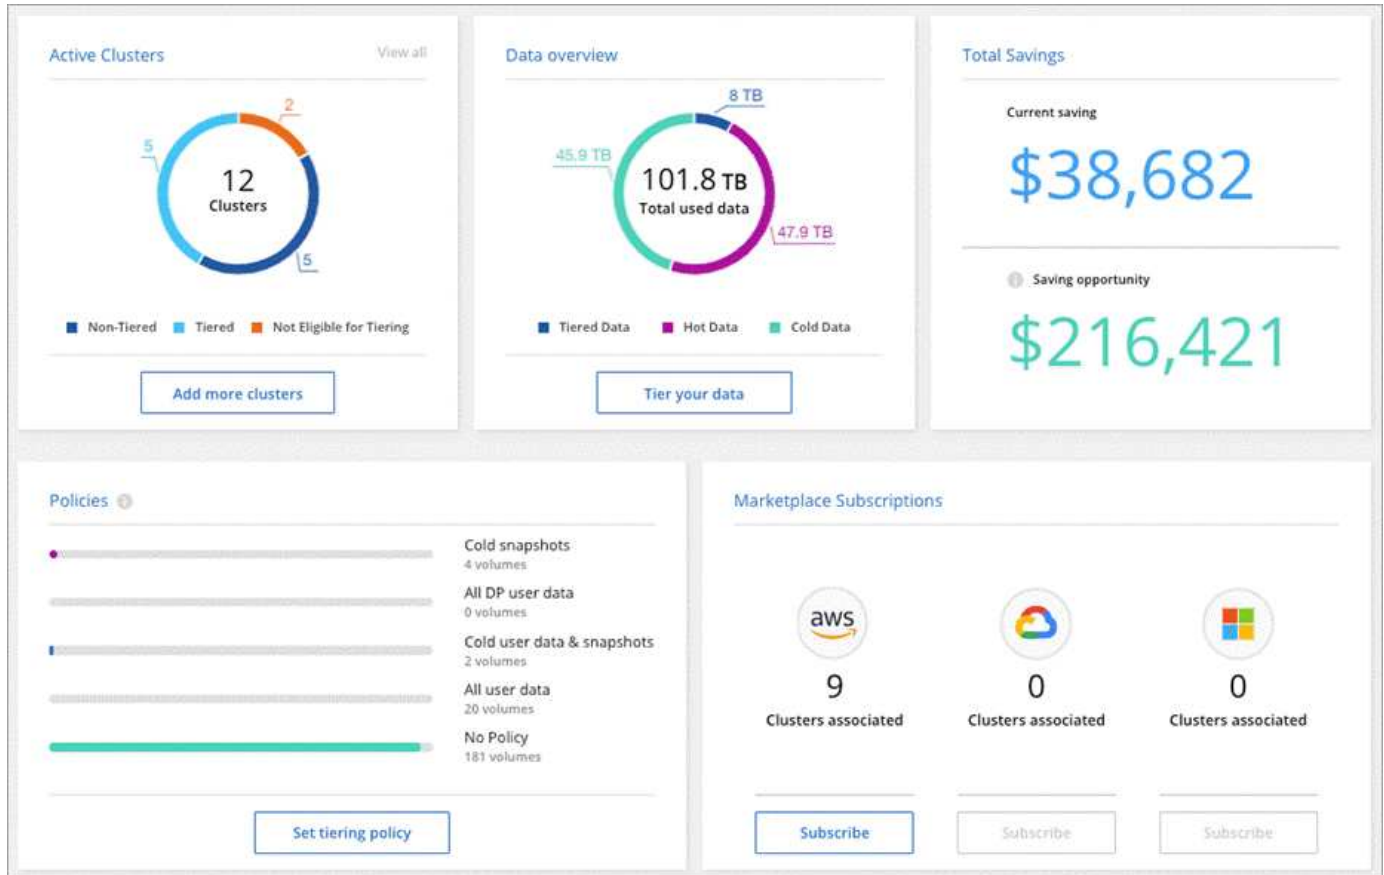 Active Clusters
View all
2
5
12
Clusters
5
Non-Tiered
Tiered
Not Eligible for Tiering
Add more clusters
Data overview
8 TB
45.9 TB
101.8 TB
Total used data
47.9 TB
Tiered Data
Hot Data
Cold Data
Tier your data
Total Savings
Current saving
$38,682
Saving opportunity
$216,421
Policies
Cold snapshots
4 volumes
All DP user data
0 volumes
Cold user data & snapshots
2 volumes
All user data
20 volumes
No Policy
181 volumes
Set tiering policy
Marketplace Subscriptions
aws
9
Clusters associated
Subscribe
0
Clusters associated
Subscribe
0
Clusters associated
Subscribe